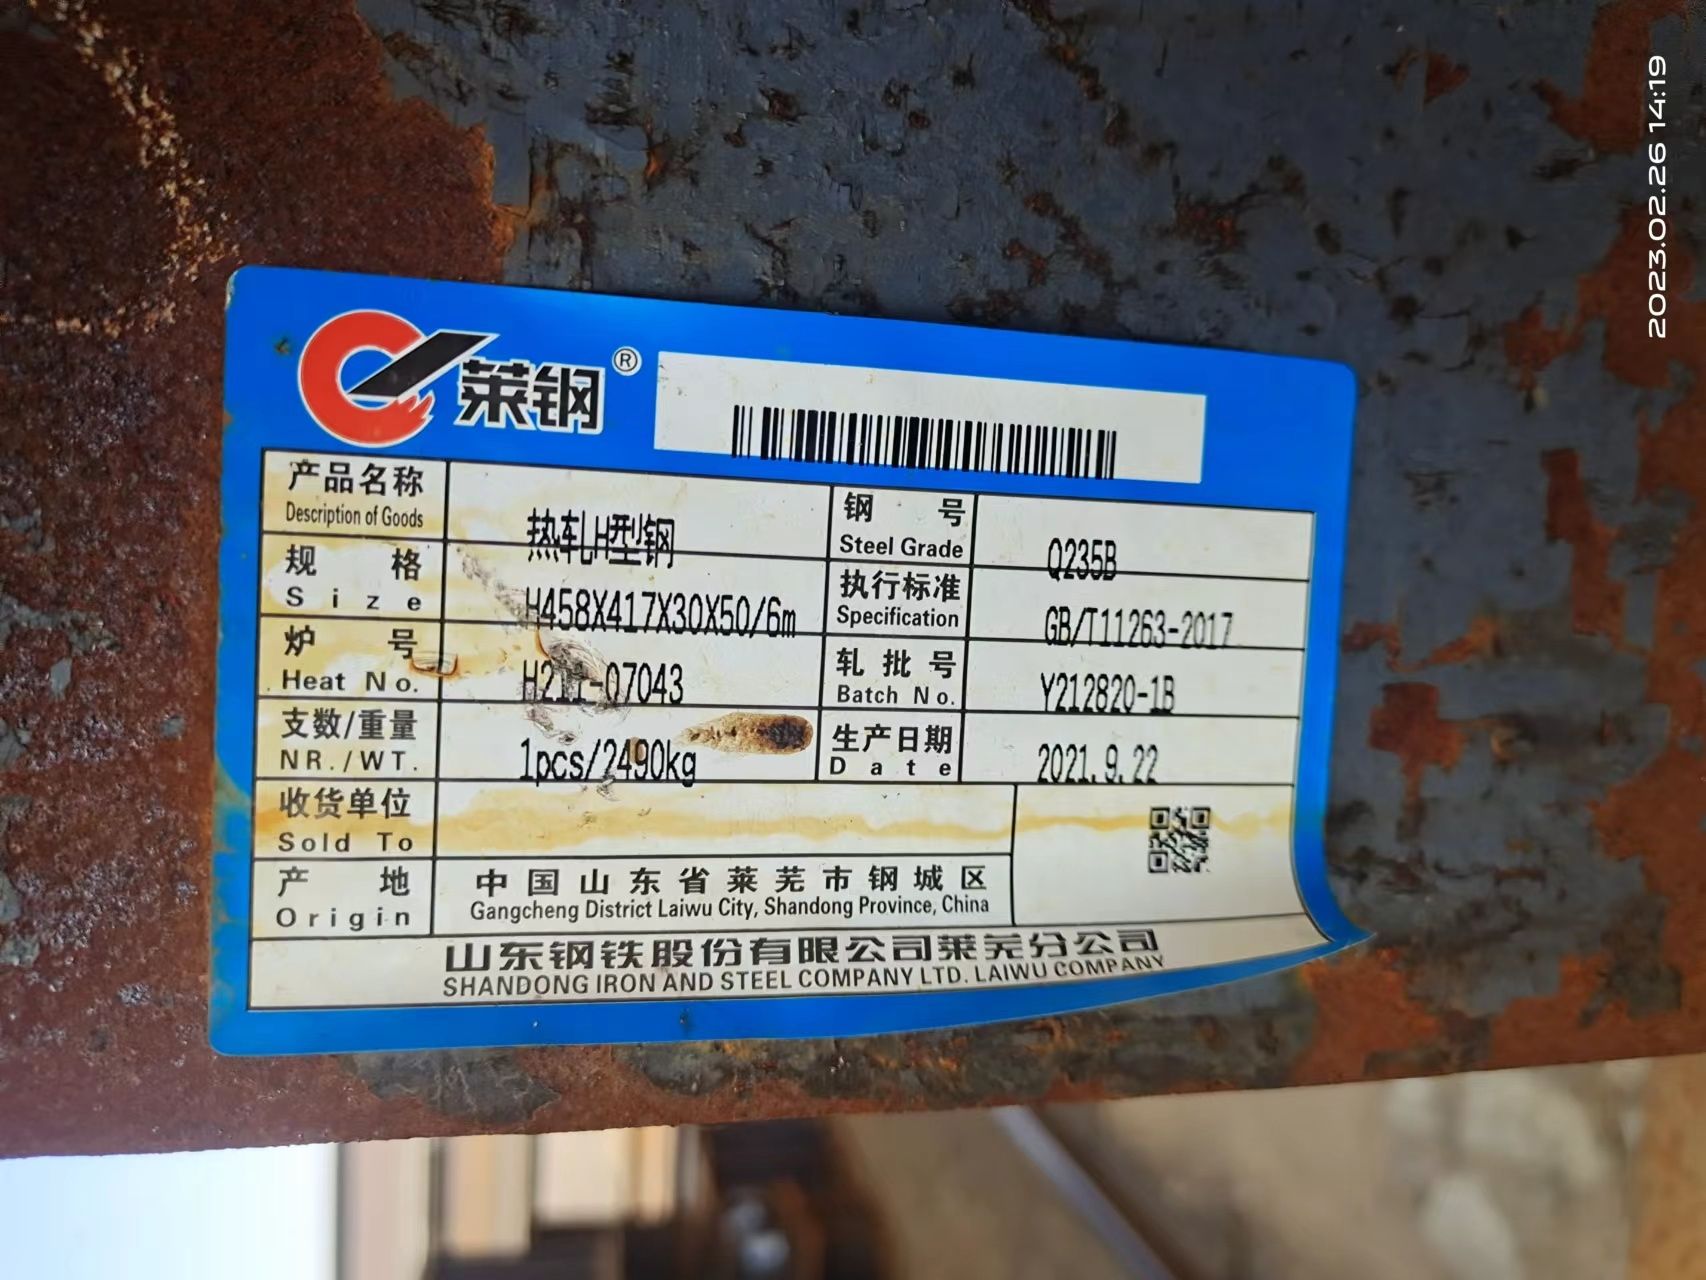 莱钢®
产品名称
Description of Goods
热轧H型钢
钢 号
Steel Grade
Q235B
规 格
Size
H458X417X30X50/6m
执行标准
Specification
GB/T11263-2017
炉 号
Heat No.
H211-07043
轧批号
Batch No.
Y212820-1B
支数/重量
NR./WT.
1pcs/2490kg
生产日期
Date
2021.9.22
收货单位
Sold To
产 地
Origin
中国山东省莱芜市钢城区
Gangcheng District Laiwu City, Shandong Province, China
山东钢铁股份有限公司莱芜分公司
SHANDONG IRON AND STEEL COMPANY LTD. LAIWU COMPANY
2023.02.26 14:19